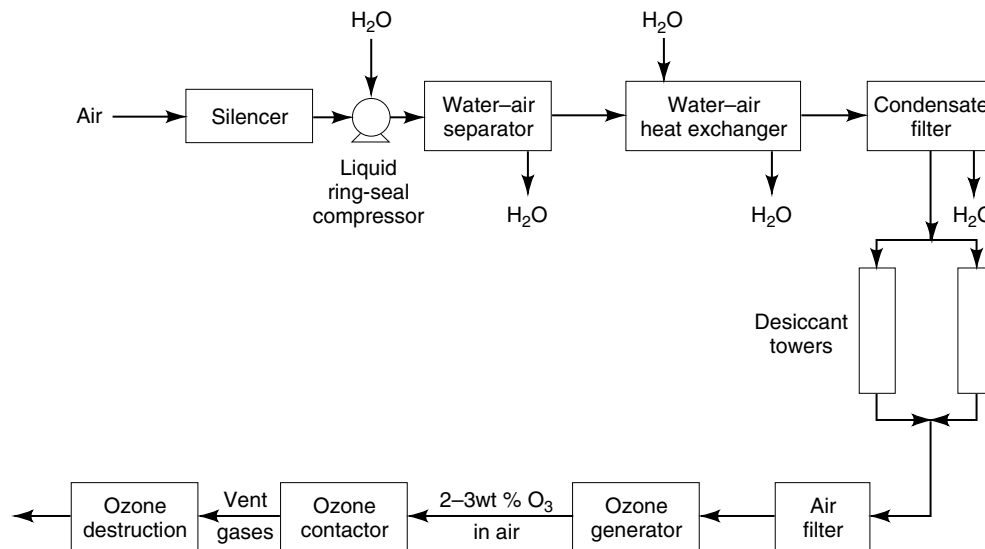 H₂O
H₂O
Air
Silencer
Water–air
separator
Water–air
heat exchanger
Condensate
filter
Liquid
ring-seal
compressor
H₂O
H₂O
H₂O
Desiccant
towers
Ozone
destruction
Vent
gases
Ozone
contactor
2–3wt % O₃
in air
Ozone
generator
Air
filter